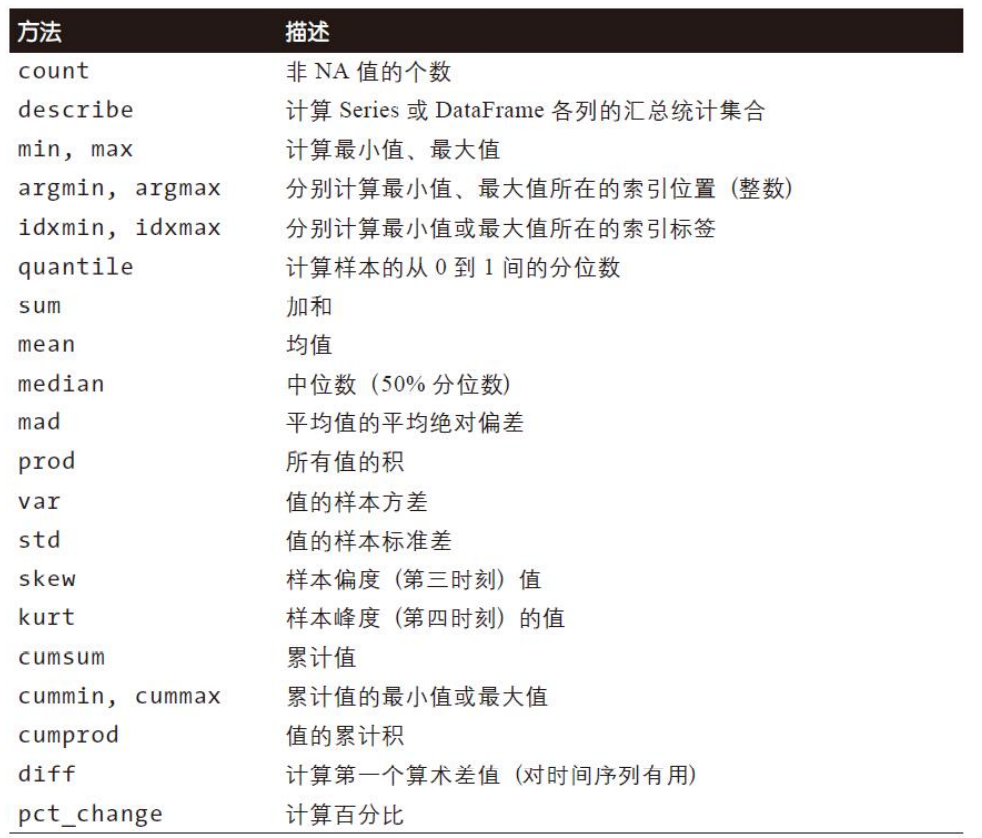 方法 描述
count 非 NA 值的个数
describe 计算 Series 或 DataFrame 各列的汇总统计集合
min, max 计算最小值、最大值
argmin, argmax 分别计算最小值、最大值所在的索引位置（整数）
idxmin, idxmax 分别计算最小值或最大值所在的索引标签
quantile 计算样本的从 0 到 1 间的分位数
sum 加和
mean 均值
median 中位数（50% 分位数）
mad 平均值的平均绝对偏差
prod 所有值的积
var 值的样本方差
std 值的样本标准差
skew 样本偏度（第三时刻）值
kurt 样本峰度（第四时刻）的值
cumsum 累计值
cummin, cummax 累计值的最小值或最大值
cumprod 值的累计积
diff 计算第一个算术差值（对时间序列有用）
pct_change 计算百分比